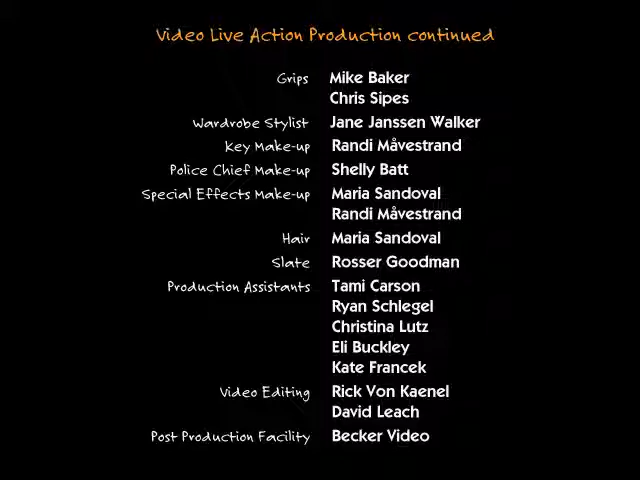 Video Live Action Production continued
Grips Mike Baker
Chris Sipes
Wardrobe Stylist Jane Janssen Walker
Key Make-up Randi Måvestrand
Police Chief Make-up Shelly Batt
Special Effects Make-up Maria Sandoval
Randi Måvestrand
Hair Maria Sandoval
Slate Rosser Goodman
Production Assistants Tami Carson
Ryan Schlegel
Christina Lutz
Eli Buckley
Kate Francek
Video Editing Rick Von Kaenel
David Leach
Post Production Facility Becker Video